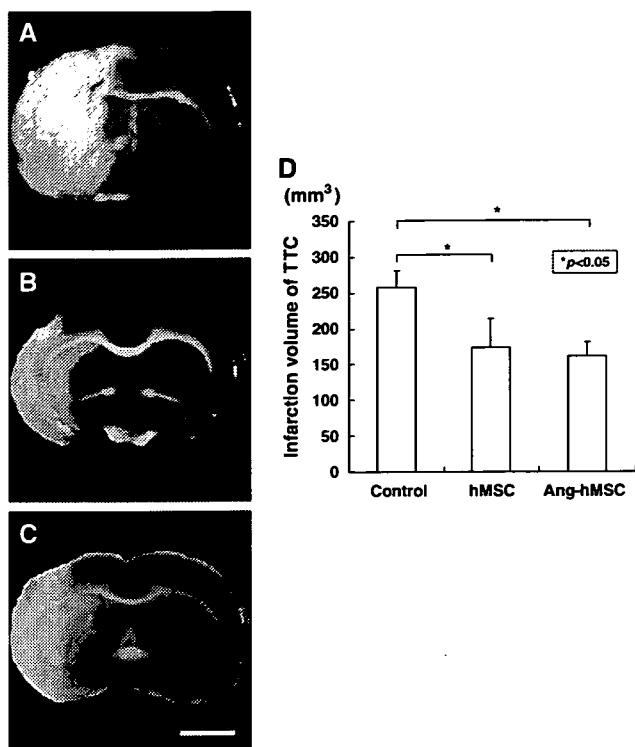 A
B
C
D
(mm³)
Infarction volume of TTC
350
300
250
200
150
100
50
0
*
*
*p<0.05
Control hMSC Ang-hMSC